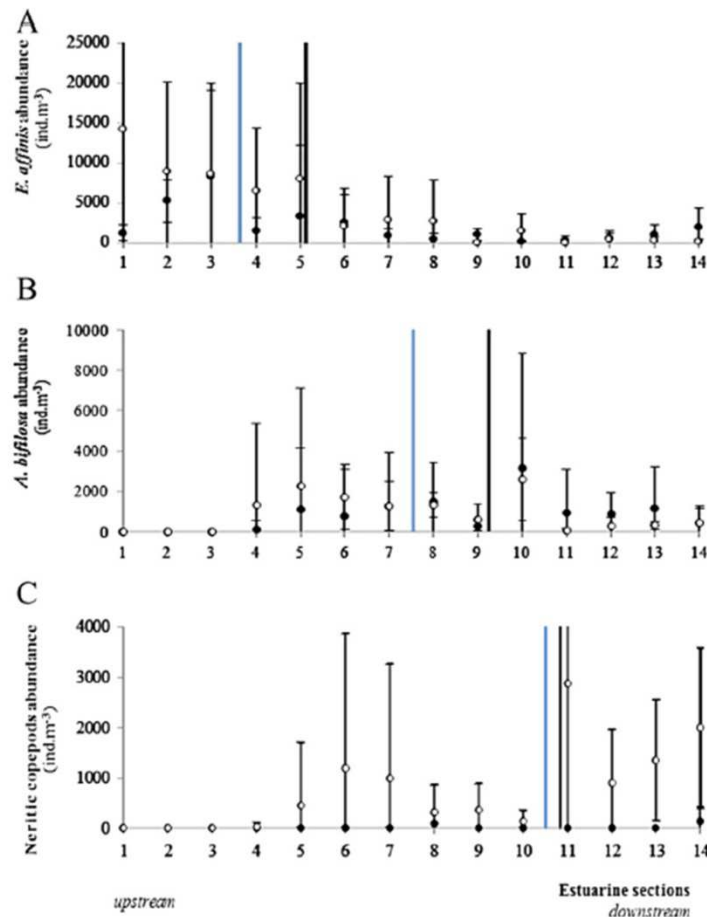 A
E. affinis abundance
(ind.m⁻³)
25000
20000
15000
10000
5000
0
1 2 3 4 5 6 7 8 9 10 11 12 13 14
B
A. bifilosa abundance
(ind.m⁻³)
10000
8000
6000
4000
2000
0
1 2 3 4 5 6 7 8 9 10 11 12 13 14
C
Neritic copepods abundance
(ind.m⁻³)
4000
3000
2000
1000
0
1 2 3 4 5 6 7 8 9 10 11 12 13 14
upstream
Estuarine sections
downstream